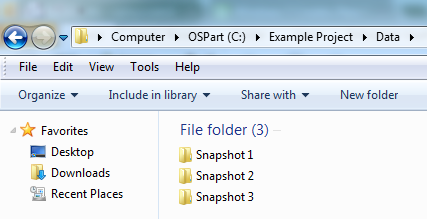 Computer OSPart (C:) Example Project Data
File Edit View Tools Help
Organize Include in library Share with New folder
Favorites
Desktop
Downloads
Recent Places
File folder (3)
Snapshot 1
Snapshot 2
Snapshot 3